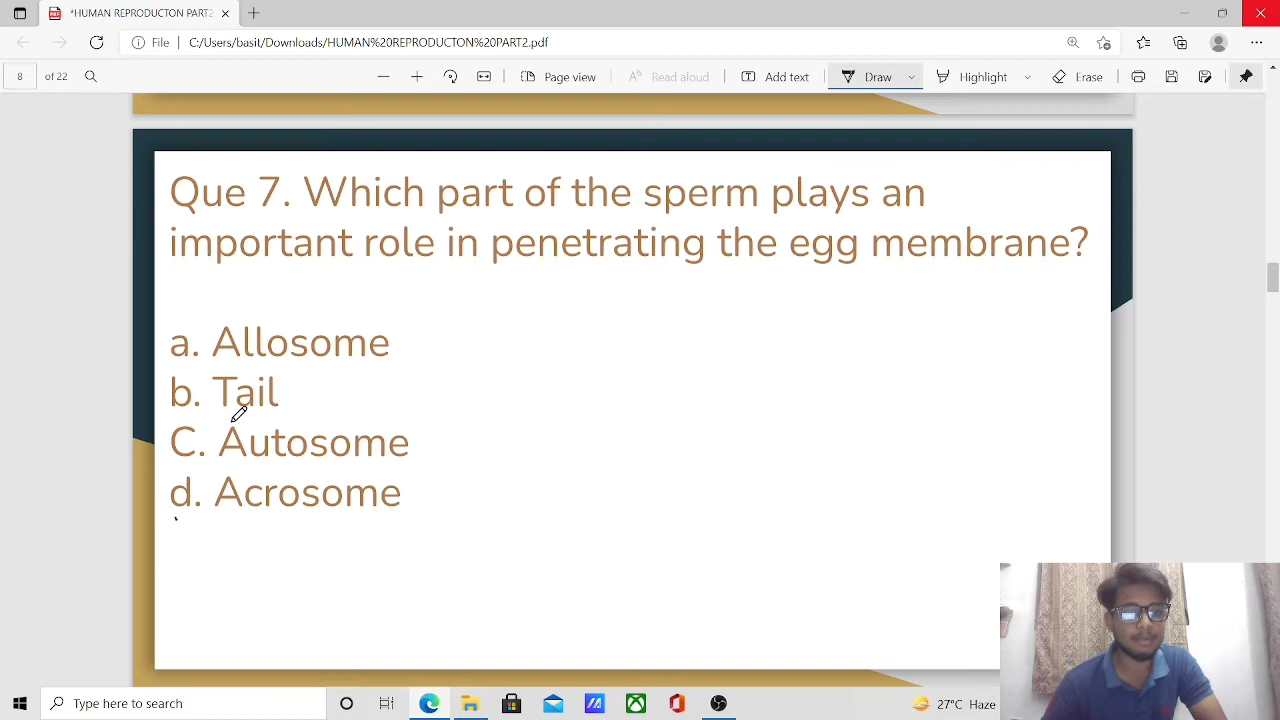 *HUMAN REPRODUCTON PART2
File
C:/Users/basil/Downloads/HUMAN%20REPRODUCTON%20PART2.pdf
8 of 22
Page view
Read aloud
Add text
Draw
Highlight
Erase
Que 7. Which part of the sperm plays an
important role in penetrating the egg membrane?
a. Allosome
b. Tail
C. Autosome
d. Acrosome
Type here to search
27°C Haze